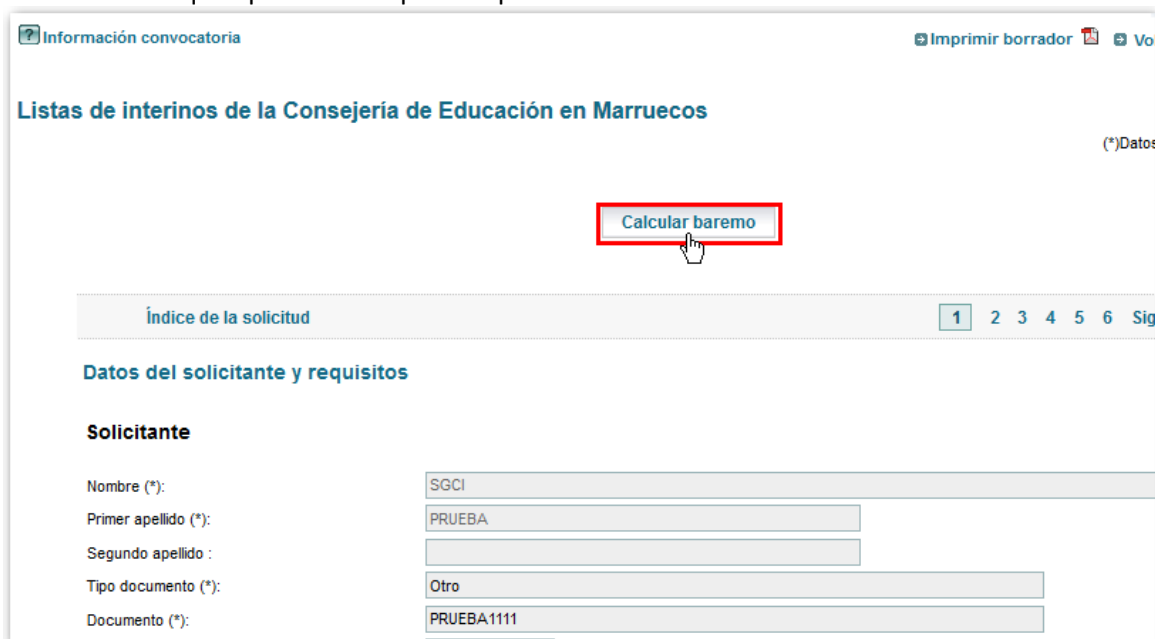 Información convocatoria
Imprimir borrador
Listas de interinos de la Consejería de Educación en Marruecos
(*)Datos
Calcular baremo
Índice de la solicitud 1 2 3 4 5 6
Datos del solicitante y requisitos
Solicitante
Nombre (*): SGCI
Primer apellido (*): PRUEBA
Segundo apellido :
Tipo documento (*): Otro
Documento (*): PRUEBA1111